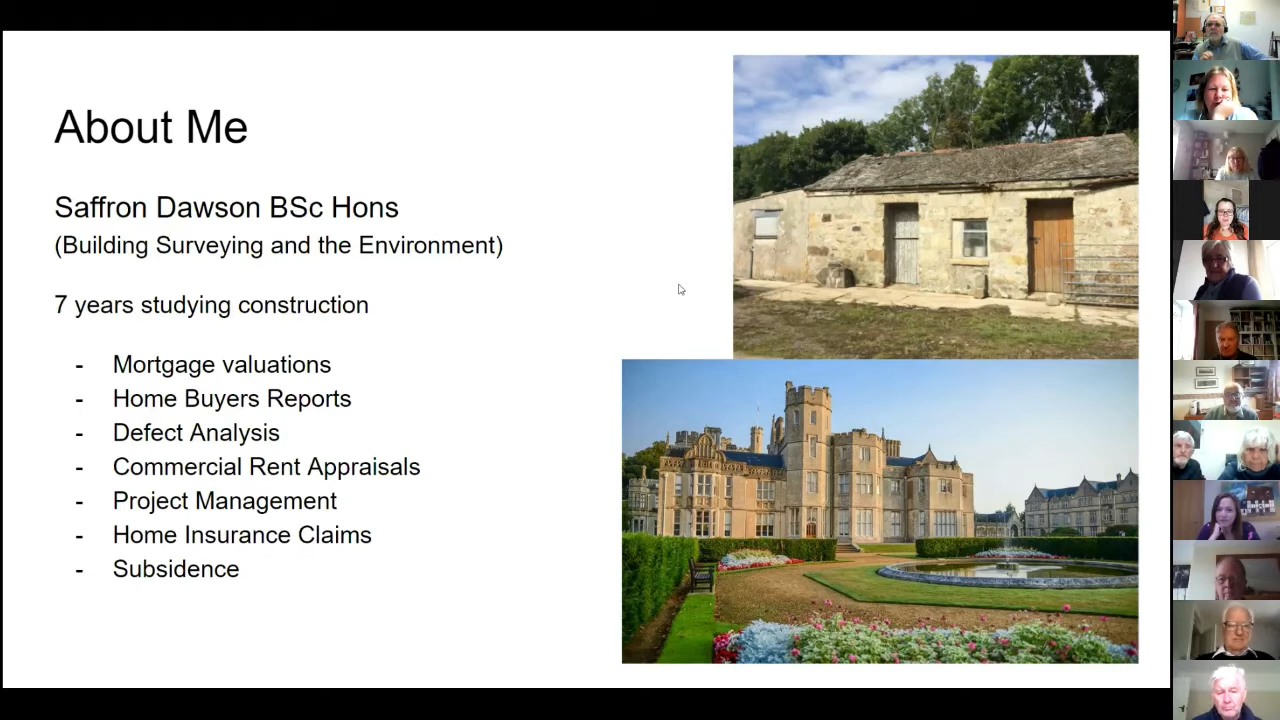 About Me
Saffron Dawson BSc Hons
(Building Surveying and the Environment)
7 years studying construction
- Mortgage valuations
- Home Buyers Reports
- Defect Analysis
- Commercial Rent Appraisals
- Project Management
- Home Insurance Claims
- Subsidence